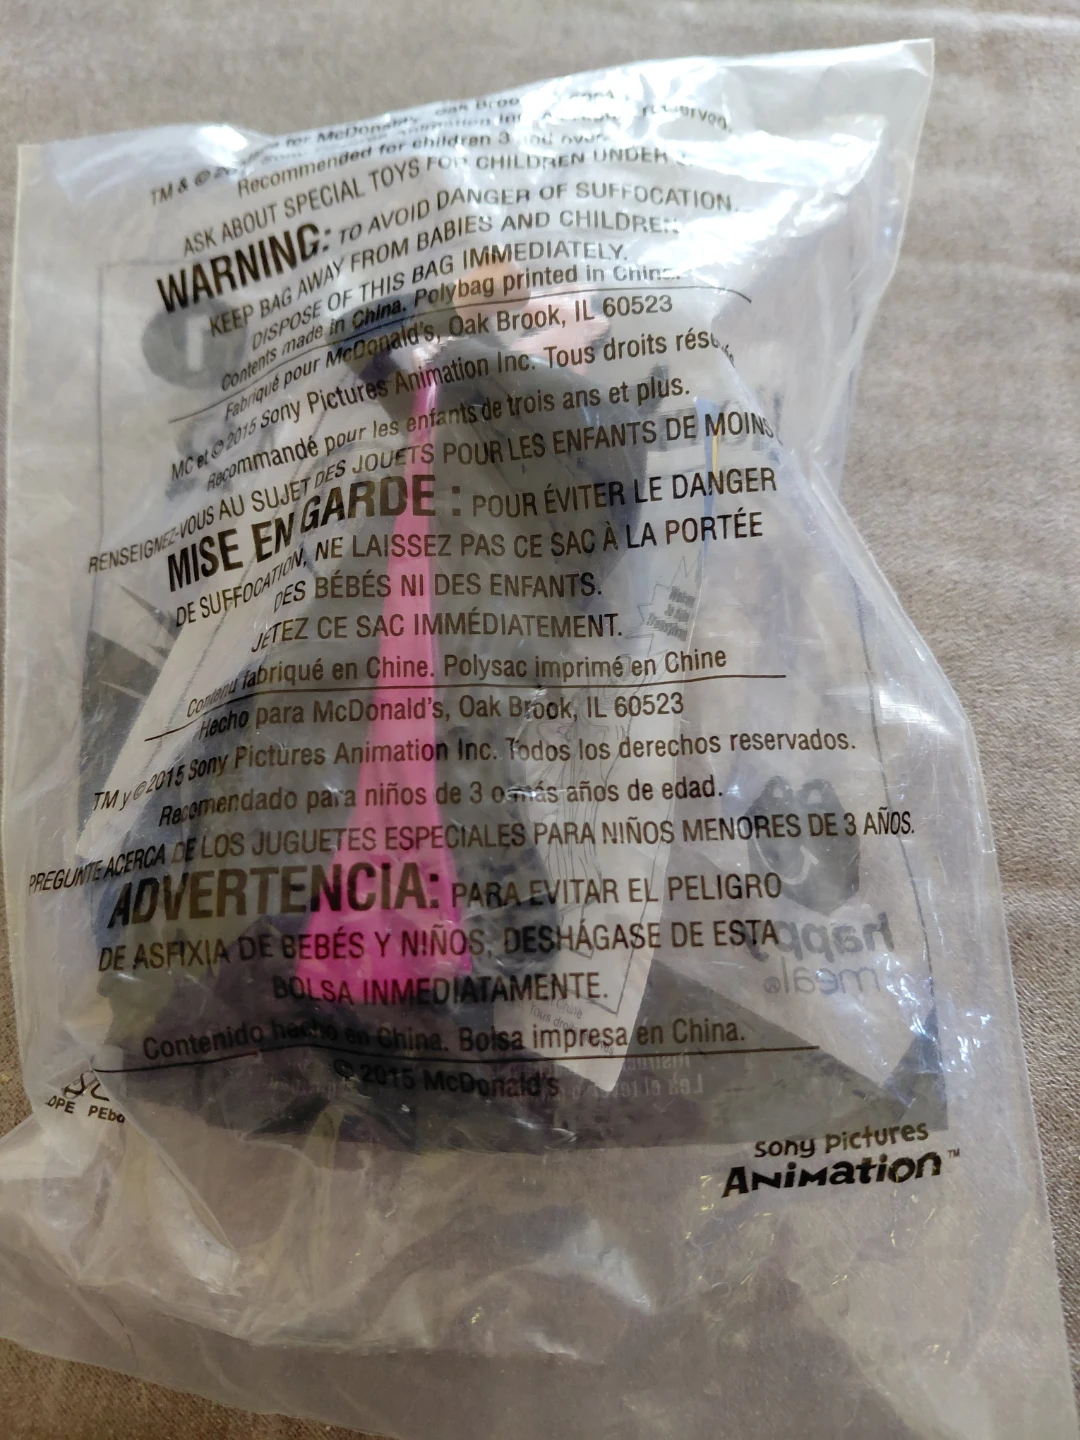 for McDonald's, Oak Broo
TM & © 20 Animation Inc. reserved.
Recommended for children 3 and over.
ASK ABOUT SPECIAL TOYS FOR CHILDREN UNDER
WARNING: TO AVOID DANGER OF SUFFOCATION.
KEEP BAG AWAY FROM BABIES AND CHILDREN.
DISPOSE OF THIS BAG IMMEDIATELY.
Contents made in China. Polybag printed in China.
Fabriqué pour McDonald's, Oak Brook, IL 60523
MC et © 2015 Sony Pictures Animation Inc. Tous droits réservés
Recommandé pour les enfants de trois ans et plus.
RENSEIGNEZ-VOUS AU SUJET DES JOUETS POUR LES ENFANTS DE MOINS
MISE EN GARDE : POUR ÉVITER LE DANGER
DE SUFFOCATION, NE LAISSEZ PAS CE SAC À LA PORTÉE
DES BÉBÉS NI DES ENFANTS.
JETEZ CE SAC IMMÉDIATEMENT.
Contenu fabriqué en Chine. Polysac imprimé en Chine
Hecho para McDonald's, Oak Brook, IL 60523
TM y © 2015 Sony Pictures Animation Inc. Todos los derechos reservados.
Recomendado para niños de 3 o más años de edad.
PREGUNTE ACERCA DE LOS JUGUETES ESPECIALES PARA NIÑOS MENORES DE 3 AÑOS.
ADVERTENCIA: PARA EVITAR EL PELIGRO
DE ASFIXIA DE BEBÉS Y NIÑOS, DESHÁGASE DE ESTA
BOLSA INMEDIATAMENTE.
Contenido hecho en China. Bolsa impresa en China.
© 2015 McDonald's
happy
meal®
sony pictures
Animation™